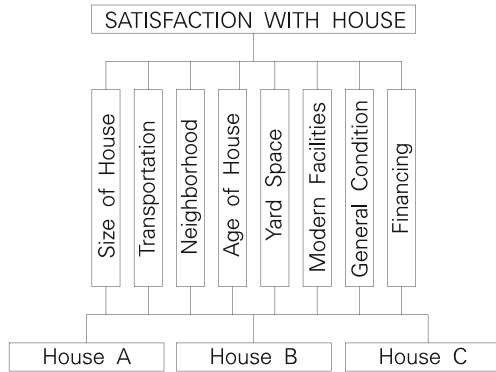 SATISFACTION WITH HOUSE
Size of House
Transportation
Neighborhood
Age of House
Yard Space
Modern Facilities
General Condition
Financing
House A
House B
House C